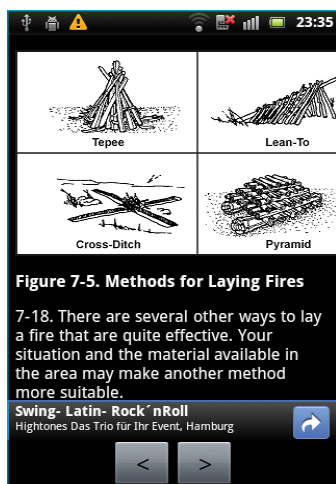 23:35
Tepee
Lean-To
Cross-Ditch
Pyramid
Figure 7-5. Methods for Laying Fires
7-18. There are several other ways to lay
a fire that are quite effective. Your
situation and the material available in
the area may make another method
more suitable.
Swing- Latin- Rock´nRoll
Hightones Das Trio für Ihr Event, Hamburg
< >